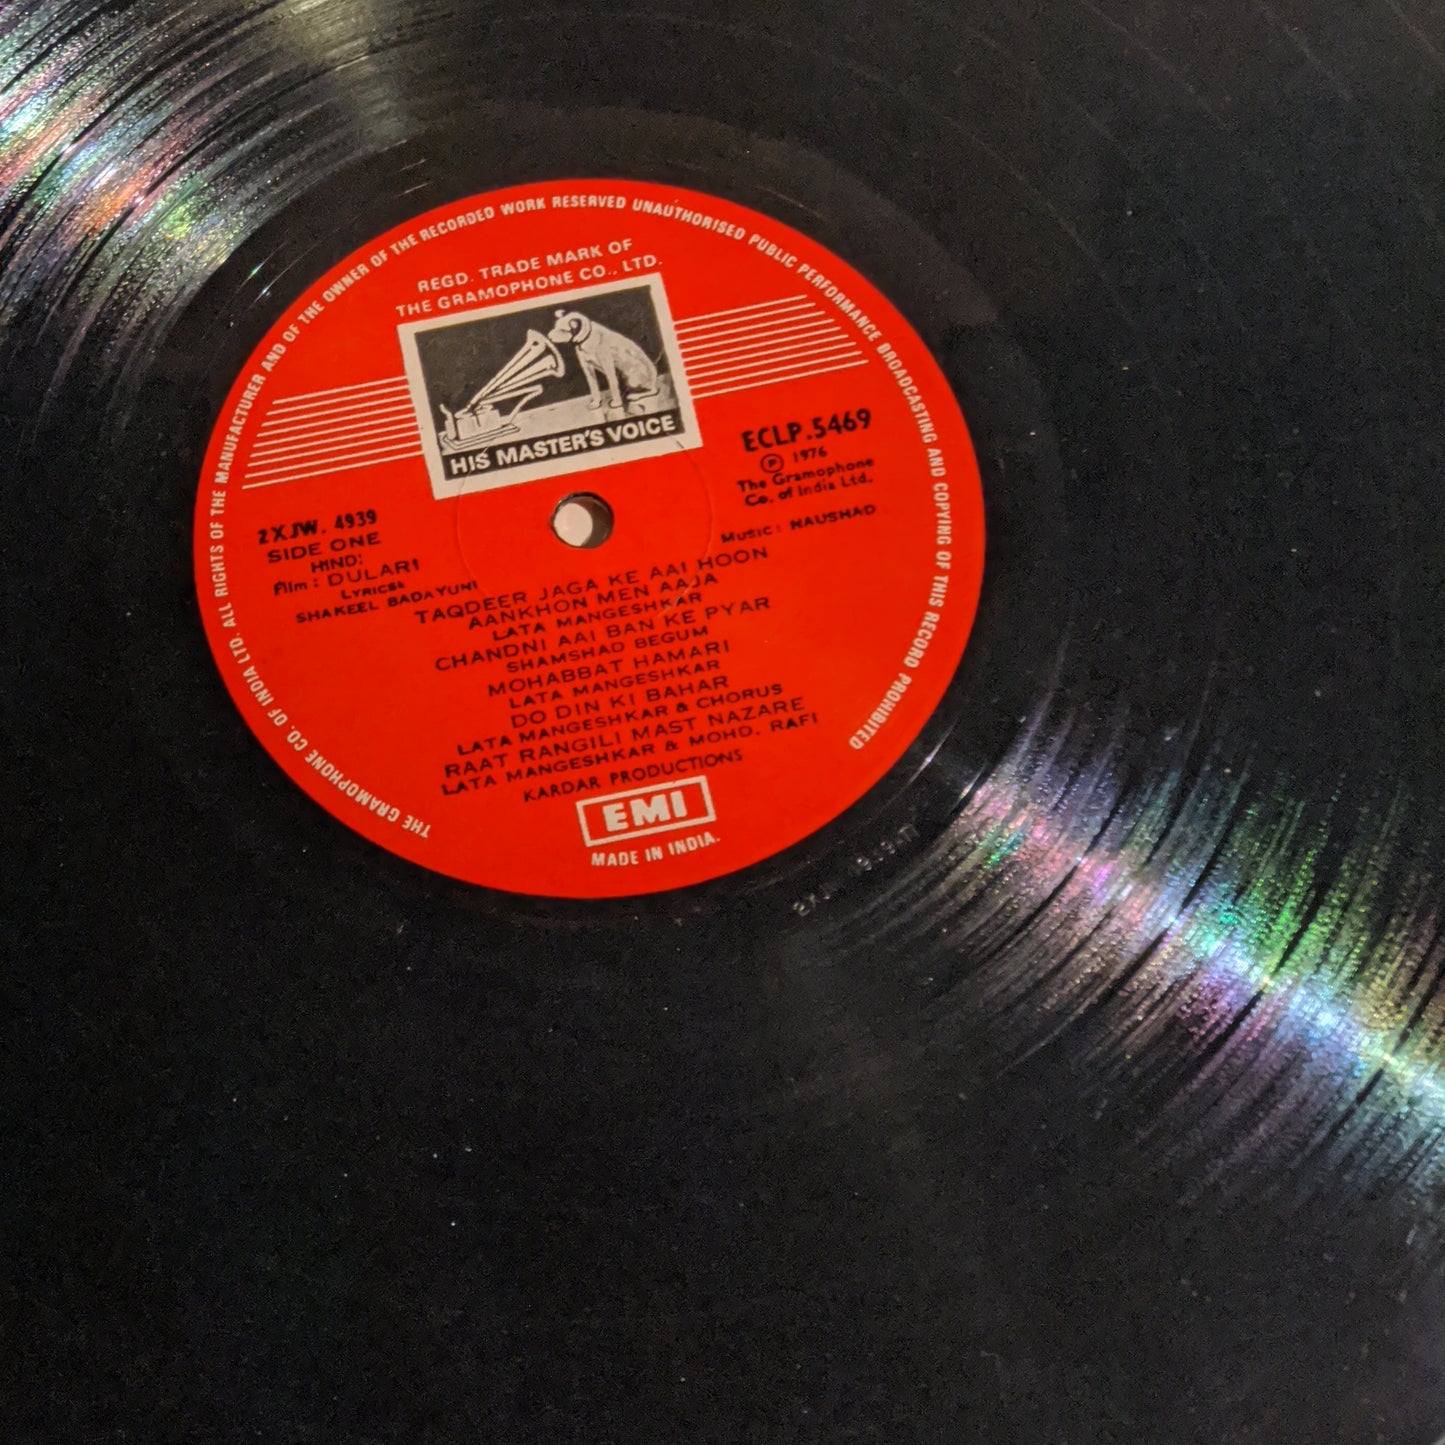 THE GRAMOPHONE CO. OF INDIA LTD. ALL RIGHTS OF THE MANUFACTURER AND OF THE OWNER OF THE RECORDED WORK RESERVED UNAUTHORISED PUBLIC PERFORMANCE BROADCASTING AND COPYING OF THIS RECORD PROHIBITED
REGD. TRADE MARK OF
THE GRAMOPHONE CO., LTD.
HIS MASTER'S VOICE
ECLP.5469
Ⓟ 1976
The Gramophone
Co. of India Ltd.
2XJW. 4939
SIDE ONE
HINDI
Film: DULARI
LYRICS:
SHAKEEL BADAYUNI
Music: NAUSHAD
TAQDEER JAGA KE AAI HOON
AANKHON MEN AAJA
LATA MANGESHKAR
CHANDNI AAI BAN KE PYAR
SHAMSHAD BEGUM
MOHABBAT HAMARI
LATA MANGESHKAR
DO DIN KI BAHAR
LATA MANGESHKAR & CHORUS
RAAT RANGILI MAST NAZARE
LATA MANGESHKAR & MOHD. RAFI
KARDAR PRODUCTIONS
EMI
MADE IN INDIA.